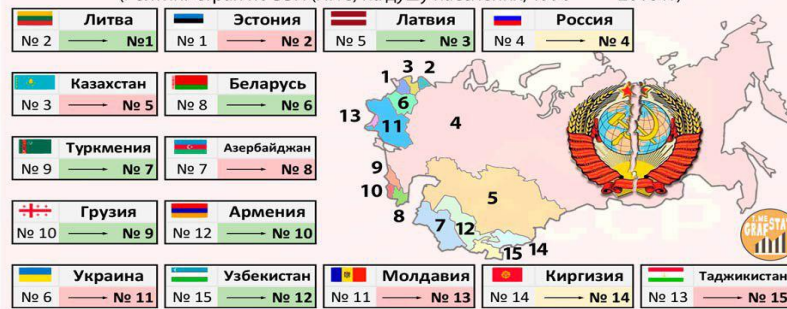 Литва Эстония Латвия Россия
№ 2 → №1 № 1 → № 2 № 5 → № 3 № 4 → № 4
Казахстан Беларусь
№ 3 → № 5 № 8 → № 6
Туркмения Азербайджан
№ 9 → № 7 № 7 → № 8
Грузия Армения
№ 10 → № 9 № 12 → № 10
Украина Узбекистан Молдавия Киргизия Таджикистан
№ 6 → № 11 № 15 → № 12 № 11 → № 13 № 14 → № 14 № 13 → № 15
3 2
1
6
13
11
4
9
10
8
5
7
12
14
15
T.ME
GRAFSTAT